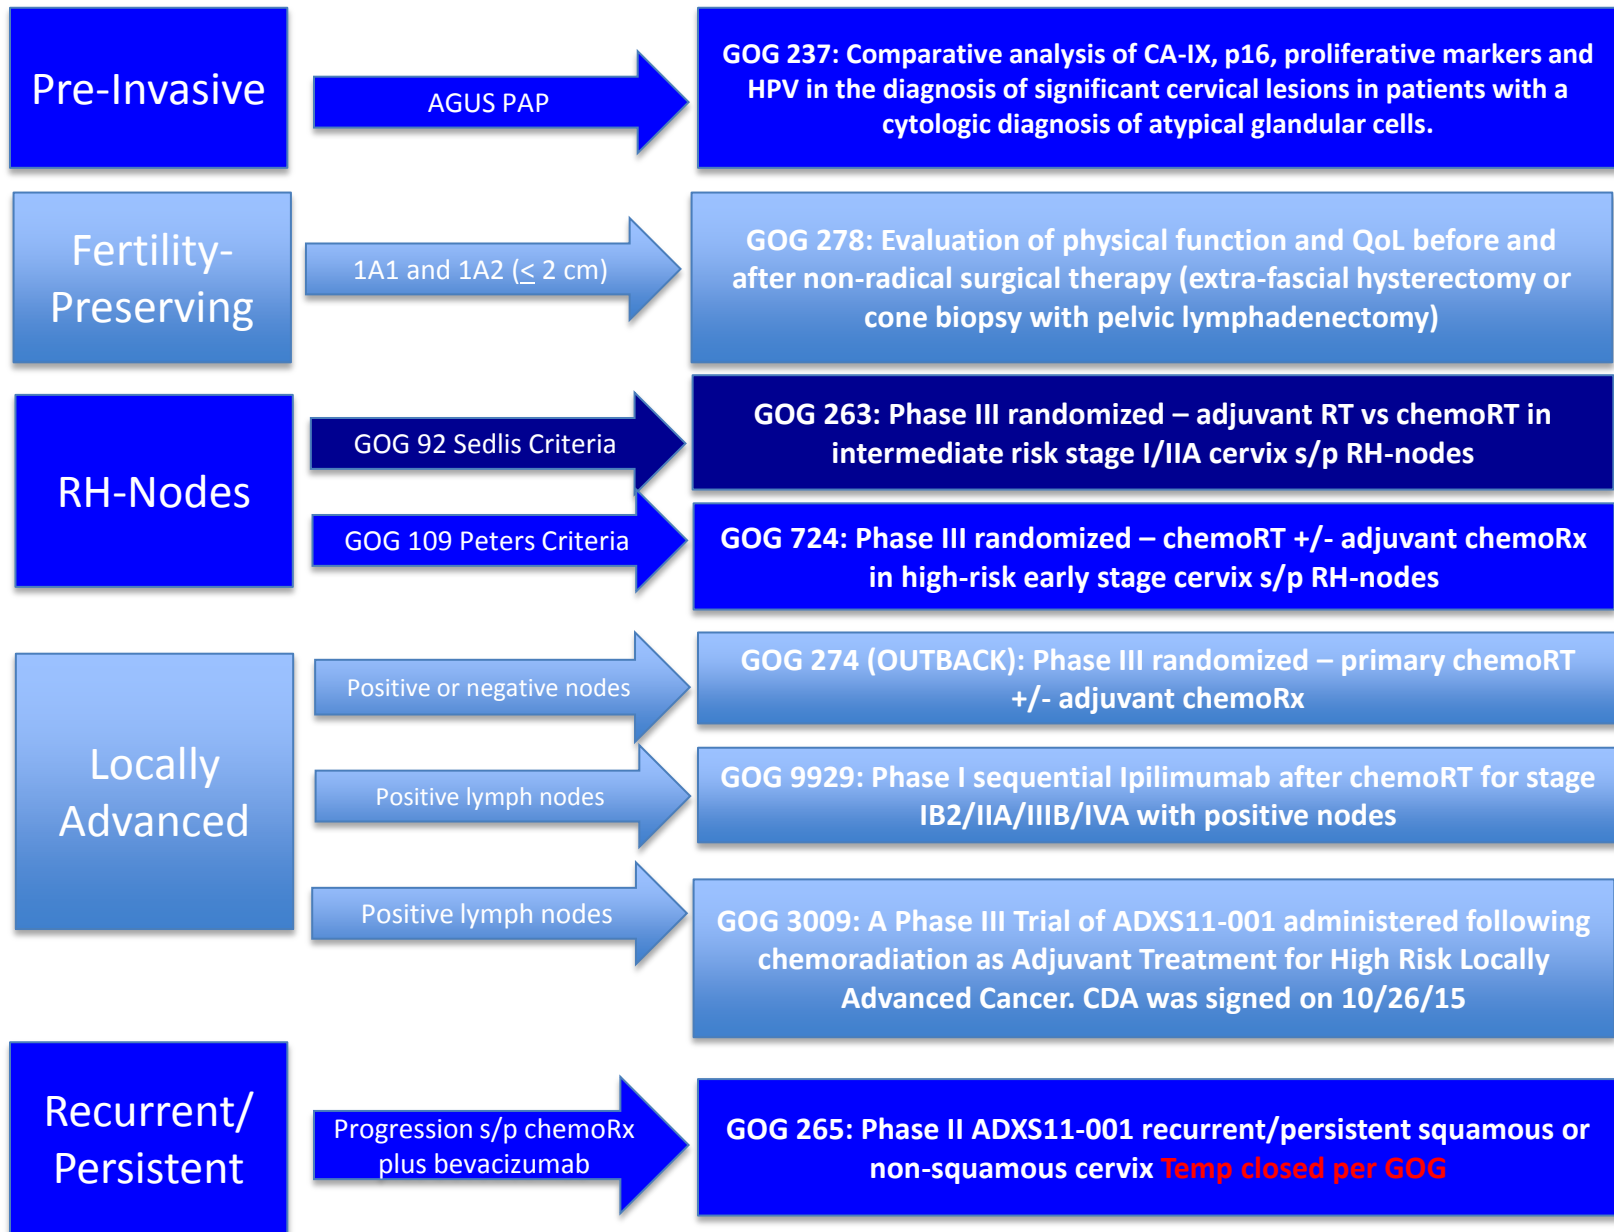 Pre-Invasive
AGUS PAP
GOG 237: Comparative analysis of CA-IX, p16, proliferative markers and
HPV in the diagnosis of significant cervical lesions in patients with a
cytologic diagnosis of atypical glandular cells.
Fertility-
Preserving
1A1 and 1A2 (≤ 2 cm)
GOG 278: Evaluation of physical function and QoL before and
after non-radical surgical therapy (extra-fascial hysterectomy or
cone biopsy with pelvic lymphadenectomy)
RH-Nodes
GOG 92 Sedlis Criteria
GOG 263: Phase III randomized – adjuvant RT vs chemoRT in
intermediate risk stage I/IIA cervix s/p RH-nodes
GOG 109 Peters Criteria
GOG 724: Phase III randomized – chemoRT +/- adjuvant chemoRx
in high-risk early stage cervix s/p RH-nodes
Locally
Advanced
Positive or negative nodes
GOG 274 (OUTBACK): Phase III randomized – primary chemoRT
+/- adjuvant chemoRx
Positive lymph nodes
GOG 9929: Phase I sequential Ipilimumab after chemoRT for stage
IB2/IIA/IIIB/IVA with positive nodes
Positive lymph nodes
GOG 3009: A Phase III Trial of ADXS11-001 administered following
chemoradiation as Adjuvant Treatment for High Risk Locally
Advanced Cancer. CDA was signed on 10/26/15
Recurrent/
Persistent
Progression s/p chemoRx
plus bevacizumab
GOG 265: Phase II ADXS11-001 recurrent/persistent squamous or
non-squamous cervix Temp closed per GOG